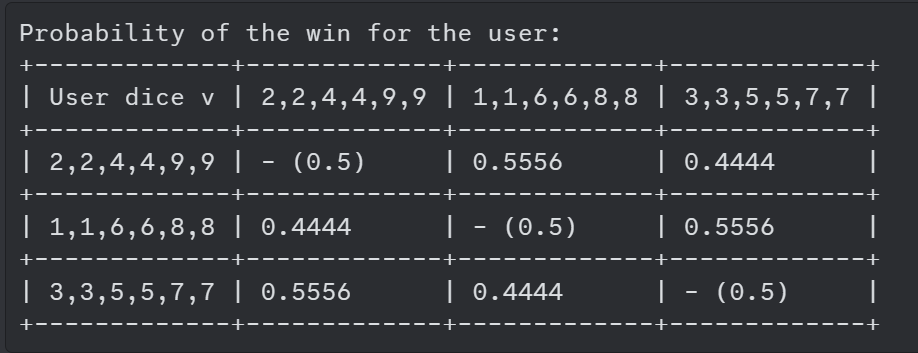 Probability of the win for the user:
+-------------+-------------+-------------+-------------+
| User dice v | 2,2,4,4,9,9 | 1,1,6,6,8,8 | 3,3,5,5,7,7 |
+-------------+-------------+-------------+-------------+
| 2,2,4,4,9,9 | - (0.5)     | 0.5556      | 0.4444      |
+-------------+-------------+-------------+-------------+
| 1,1,6,6,8,8 | 0.4444      | - (0.5)     | 0.5556      |
+-------------+-------------+-------------+-------------+
| 3,3,5,5,7,7 | 0.5556      | 0.4444      | - (0.5)     |
+-------------+-------------+-------------+-------------+